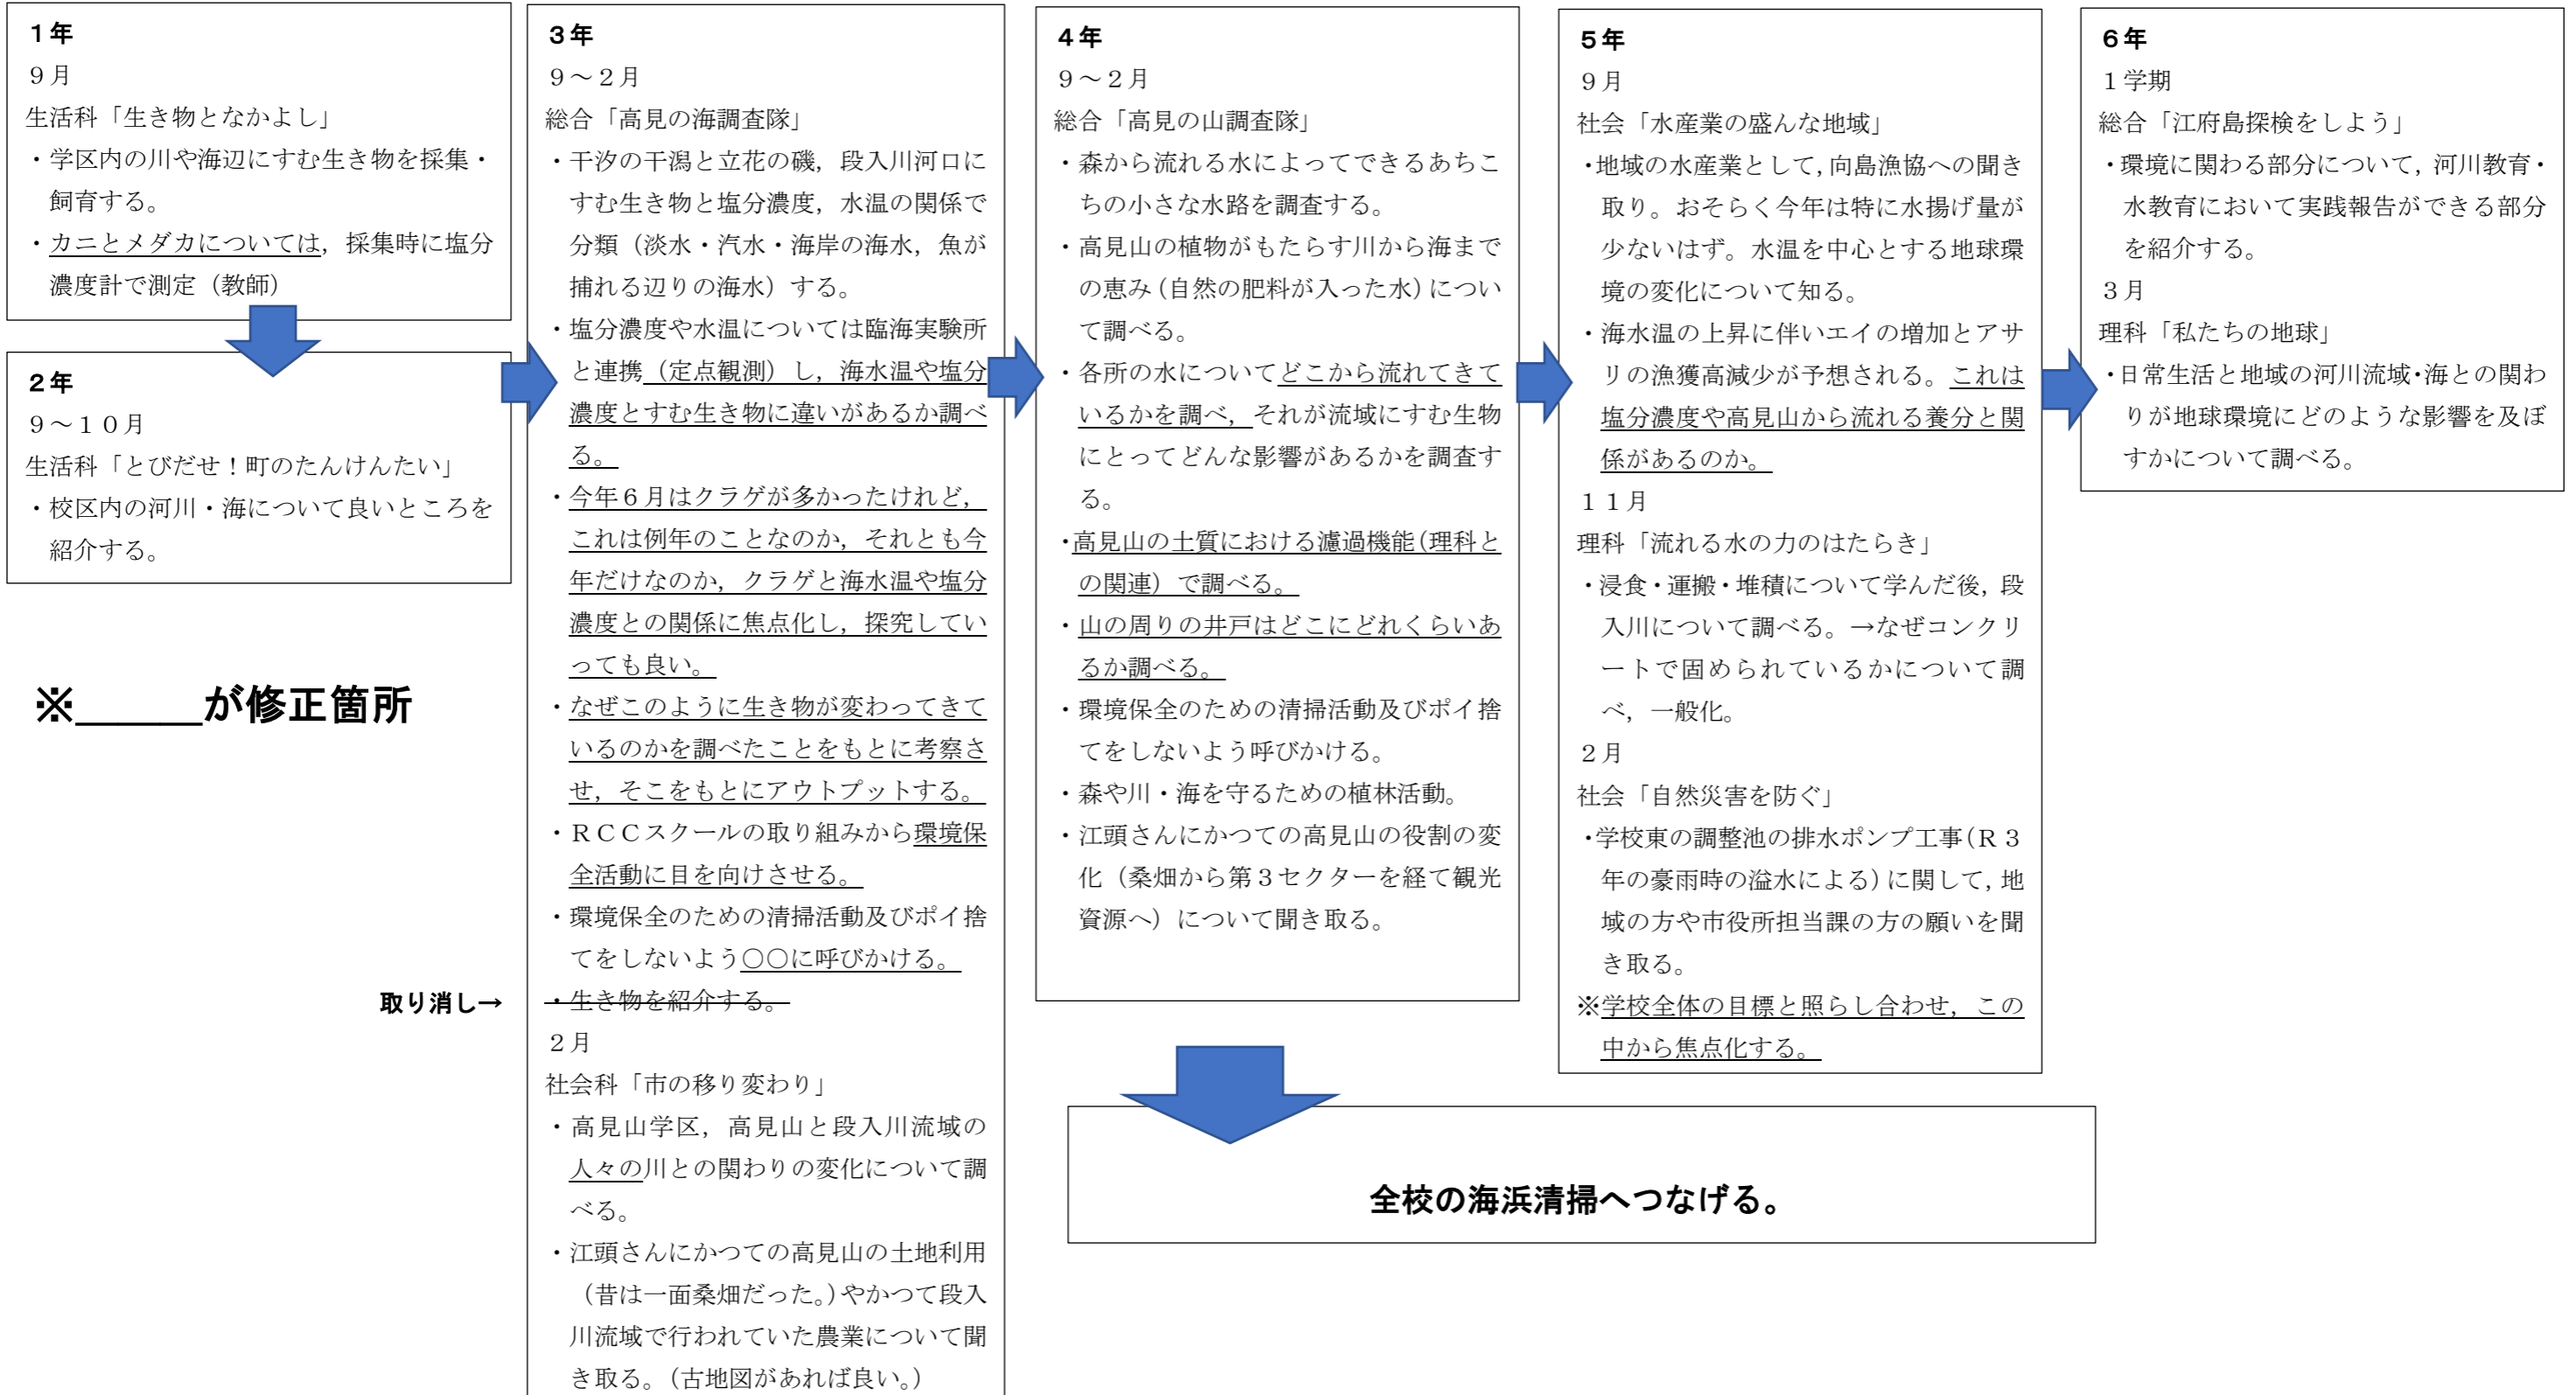 １年
９月
生活科「生き物となかよし」
・学区内の川や海辺にすむ生き物を採集・
飼育する。
・カニとメダカについては，採集時に塩分
濃度計で測定（教師）
２年
９～１０月
生活科「とびだせ！町のたんけんたい」
・校区内の河川・海について良いところを
紹介する。
※______が修正箇所
取り消し→
３年
９～２月
総合「高見の海調査隊」
・干汐の干潟と立花の磯，段入川河口に
すむ生き物と塩分濃度，水温の関係で
分類（淡水・汽水・海岸の海水，魚が
捕れる辺りの海水）する。
・塩分濃度や水温については臨海実験所
と連携（定点観測）し，海水温や塩分
濃度とすむ生き物に違いがあるか調べ
る。
・今年６月はクラゲが多かったけれど，
これは例年のことなのか，それとも今
年だけなのか，クラゲと海水温や塩分
濃度との関係に焦点化し，探究してい
っても良い。
・なぜこのように生き物が変わってきて
いるのかを調べたことをもとに考察さ
せ，そこをもとにアウトプットする。
・ＲＣＣスクールの取り組みから環境保
全活動に目を向けさせる。
・環境保全のための清掃活動及びポイ捨
てをしないよう〇〇に呼びかける。
・生き物を紹介する。
２月
社会科「市の移り変わり」
・高見山学区，高見山と段入川流域の
人々の川との関わりの変化について調
べる。
・江頭さんにかつての高見山の土地利用
（昔は一面桑畑だった。）やかつて段入
川流域で行われていた農業について聞
き取る。（古地図があれば良い。）
４年
９～２月
総合「高見の山調査隊」
・森から流れる水によってできるあちこ
ちの小さな水路を調査する。
・高見山の植物がもたらす川から海まで
の恵み（自然の肥料が入った水）につい
て調べる。
・各所の水についてどこから流れてきて
いるかを調べ，それが流域にすむ生物
にとってどんな影響があるかを調査す
る。
・高見山の土質における濾過機能（理科と
の関連）で調べる。
・山の周りの井戸はどこにどれくらいあ
るか調べる。
・環境保全のための清掃活動及びポイ捨
てをしないよう呼びかける。
・森や川・海を守るための植林活動。
・江頭さんにかつての高見山の役割の変
化（桑畑から第３セクターを経て観光
資源へ）について聞き取る。
５年
９月
社会「水産業の盛んな地域」
・地域の水産業として，向島漁協への聞き
取り。おそらく今年は特に水揚げ量が
少ないはず。水温を中心とする地球環
境の変化について知る。
・海水温の上昇に伴いエイの増加とアサ
リの漁獲高減少が予想される。これは
塩分濃度や高見山から流れる養分と関
係があるのか。
１１月
理科「流れる水の力のはたらき」
・浸食・運搬・堆積について学んだ後，段
入川について調べる。→なぜコンクリ
ートで固められているかについて調
べ，一般化。
２月
社会「自然災害を防ぐ」
・学校東の調整池の排水ポンプ工事（Ｒ３
年の豪雨時の溢水による）に関して，地
域の方や市役所担当課の方の願いを聞
き取る。
※学校全体の目標と照らし合わせ，この
中から焦点化する。
６年
１学期
総合「江府島探検をしよう」
・環境に関わる部分について，河川教育・
水教育において実践報告ができる部分
を紹介する。
３月
理科「私たちの地球」
・日常生活と地域の河川流域・海との関わ
りが地球環境にどのような影響を及ぼ
すかについて調べる。
全校の海浜清掃へつなげる。